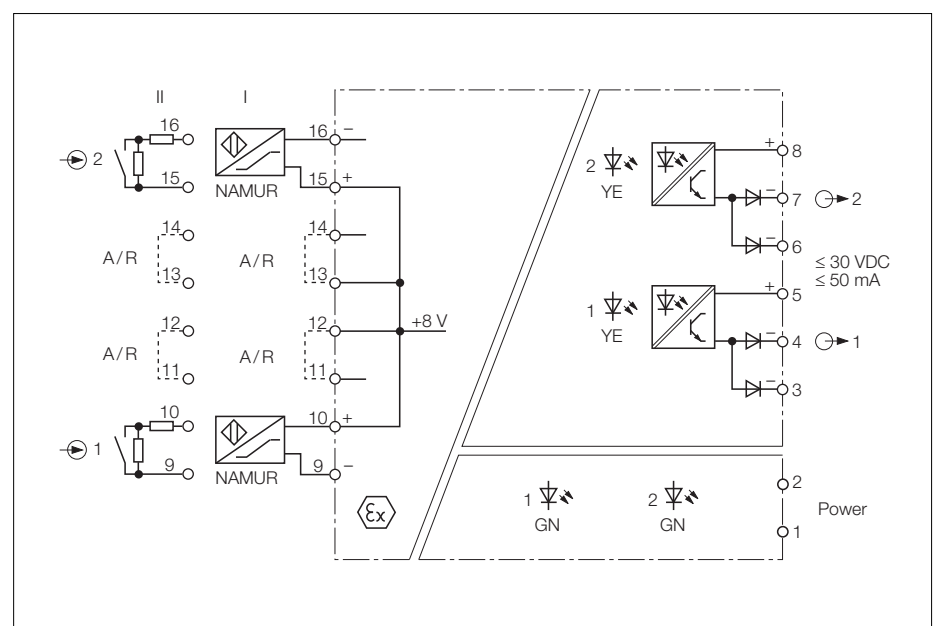 II I
16 16 −
2 15 NAMUR 15 +
14 14
A/R A/R
13 13
12 12 +8 V
A/R A/R
11 11
10 10 +
1 9 NAMUR 9 −
Ex
2 YE
+ 8
− 7 2
− 6
≤ 30 VDC
≤ 50 mA
1 YE
+ 5
− 4 1
− 3
1 GN
2 GN
2
Power
1